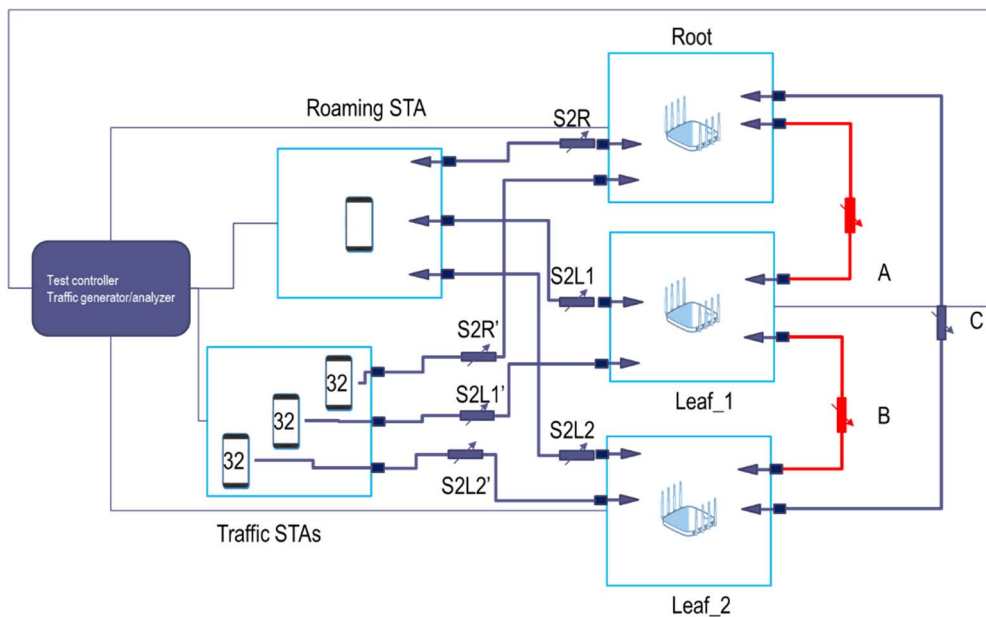 Root
Roaming STA
S2R
Test controller
Traffic generator/analyzer
S2L1
A
C
S2R’
32
32
32
S2L1’
S2L2’
Leaf_1
S2L2
B
Traffic STAs
Leaf_2